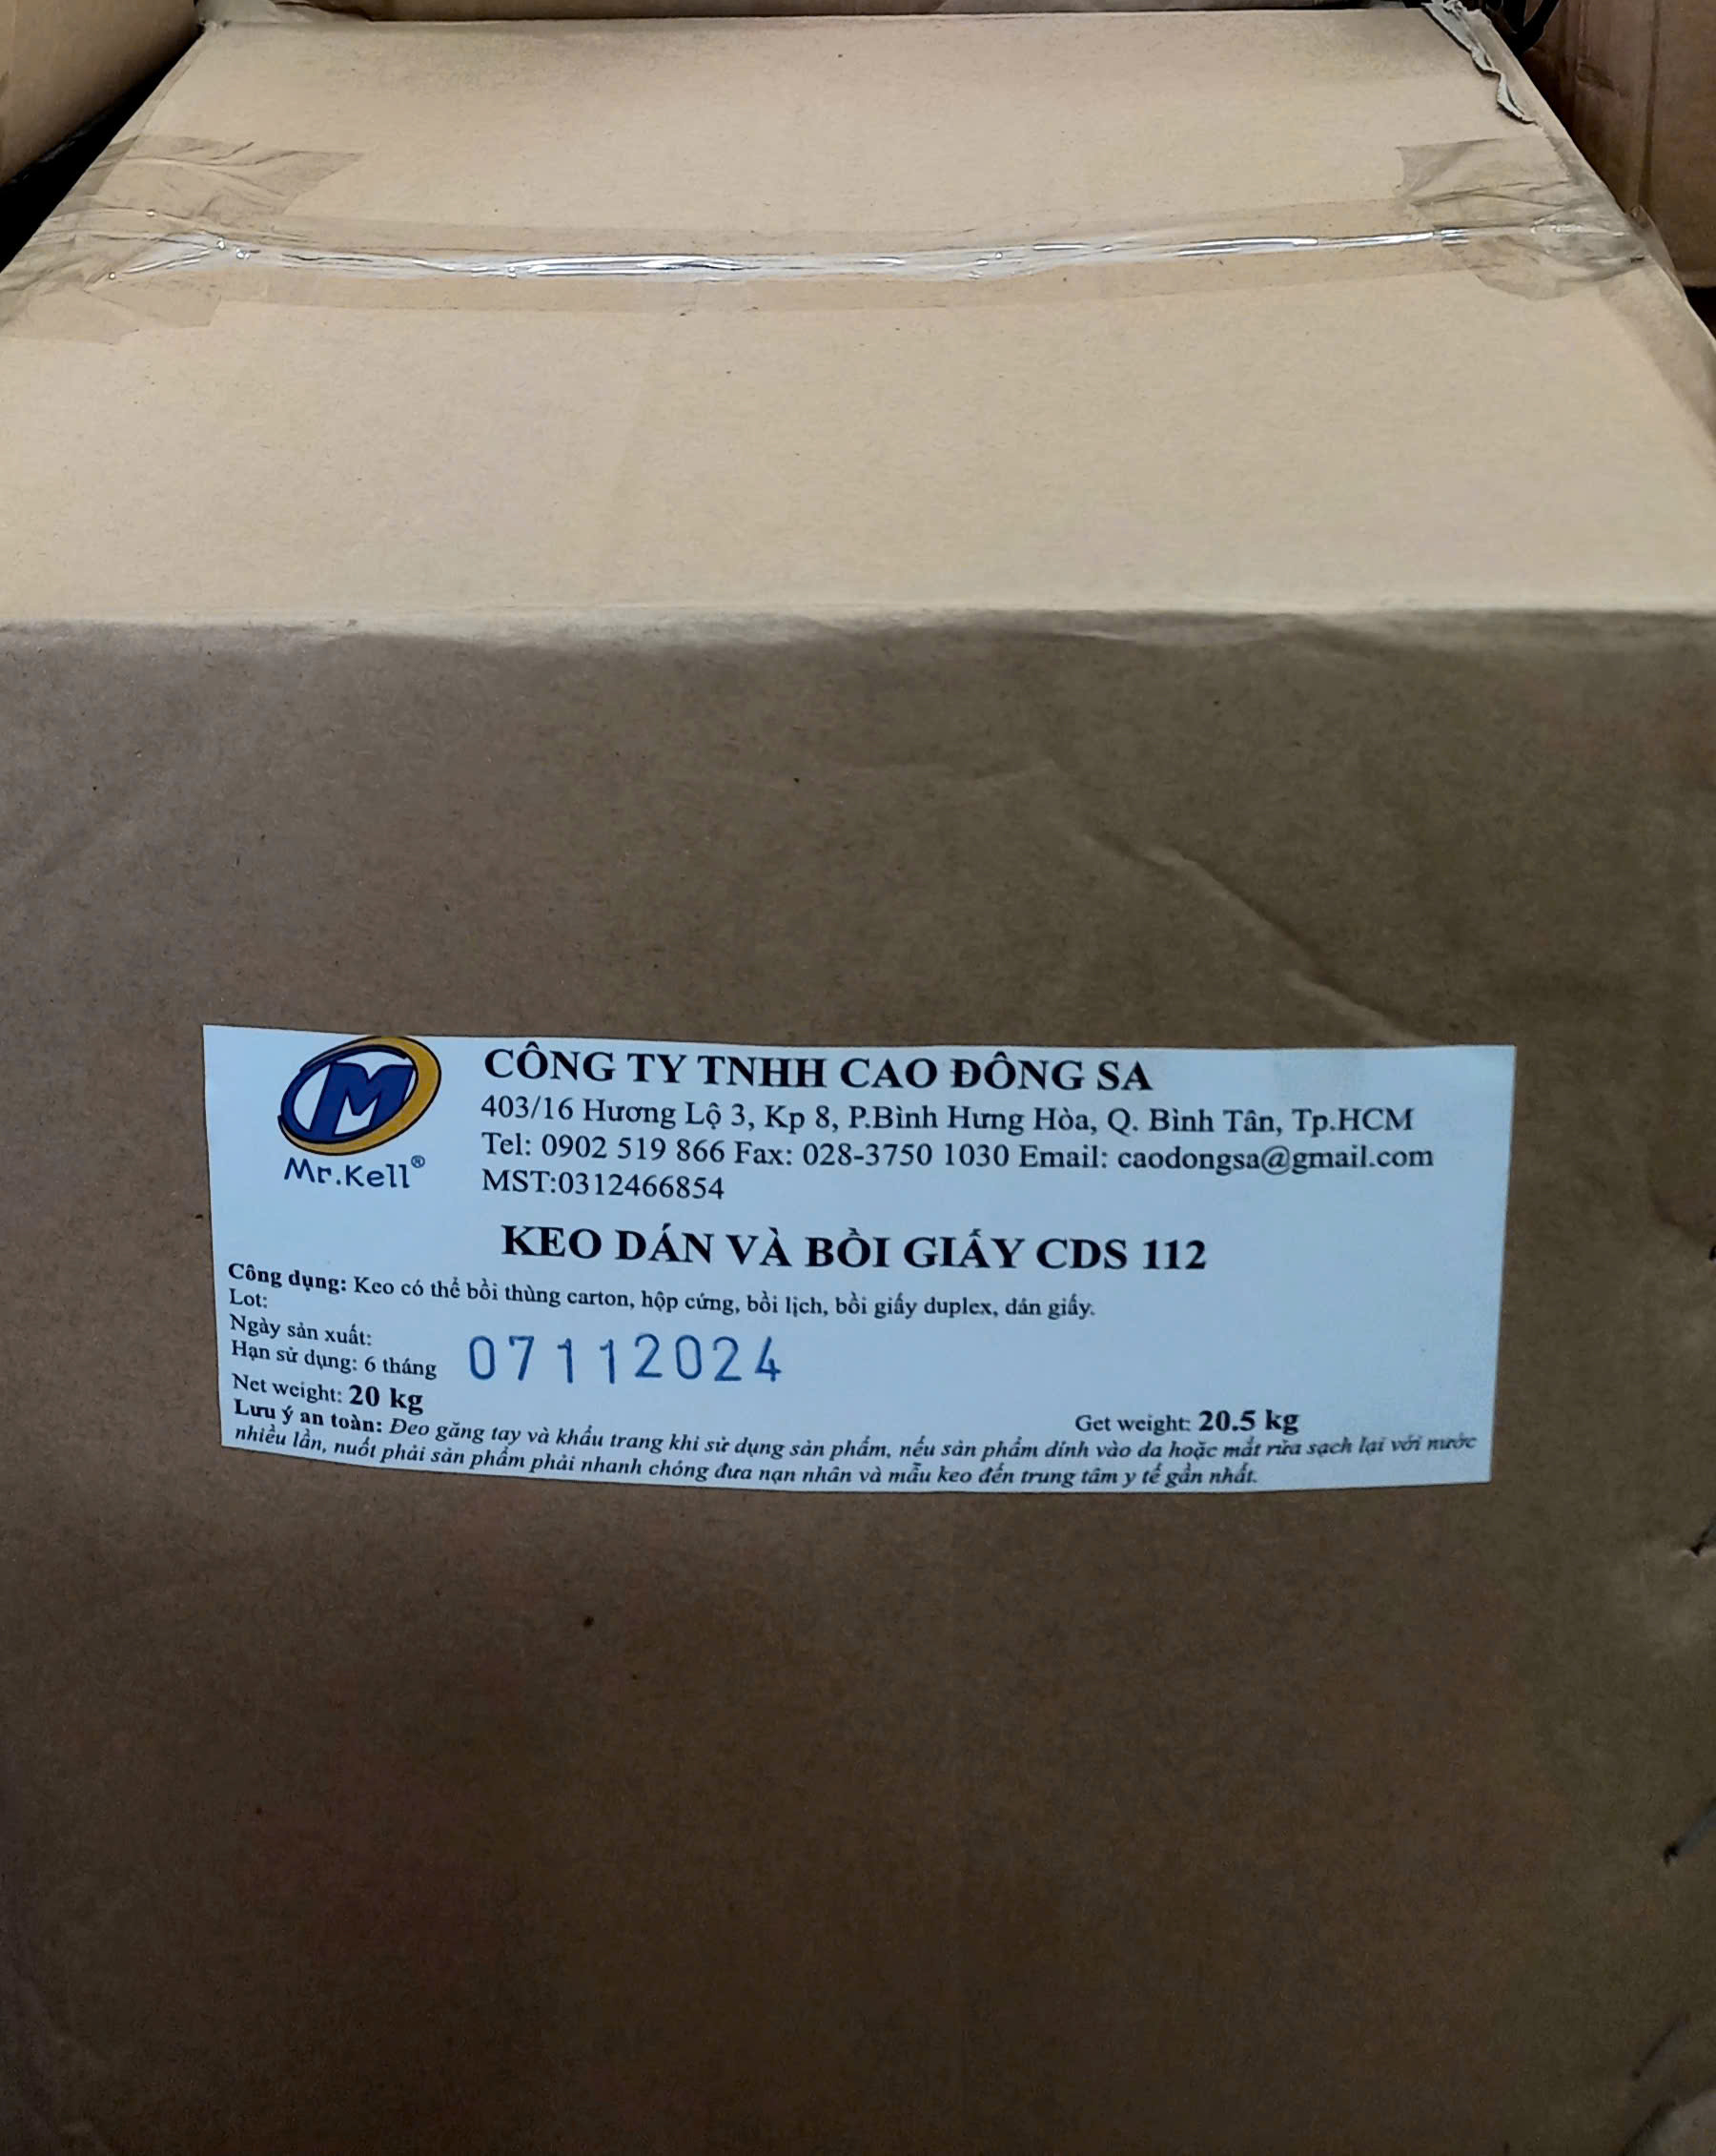 M
Mr.Kell®
CÔNG TY TNHH CAO ĐÔNG SA
403/16 Hương Lộ 3, Kp 8, P.Bình Hưng Hòa, Q. Bình Tân, Tp.HCM
Tel: 0902 519 866 Fax: 028-3750 1030 Email: caodongsa@gmail.com
MST:0312466854
KEO DÁN VÀ BỒI GIẤY CDS 112
Công dụng: Keo có thể bồi thùng carton, hộp cứng, bồi lịch, bồi giấy duplex, dán giấy.
Lot:
Ngày sản xuất: 07112024
Hạn sử dụng: 6 tháng
Net weight: 20 kg Get weight: 20.5 kg
Lưu ý an toàn: Đeo găng tay và khẩu trang khi sử dụng sản phẩm, nếu sản phẩm dính vào da hoặc mắt rửa sạch lại với nước
nhiều lần, nuốt phải sản phẩm phải nhanh chóng đưa nạn nhân và mẫu keo đến trung tâm y tế gần nhất.